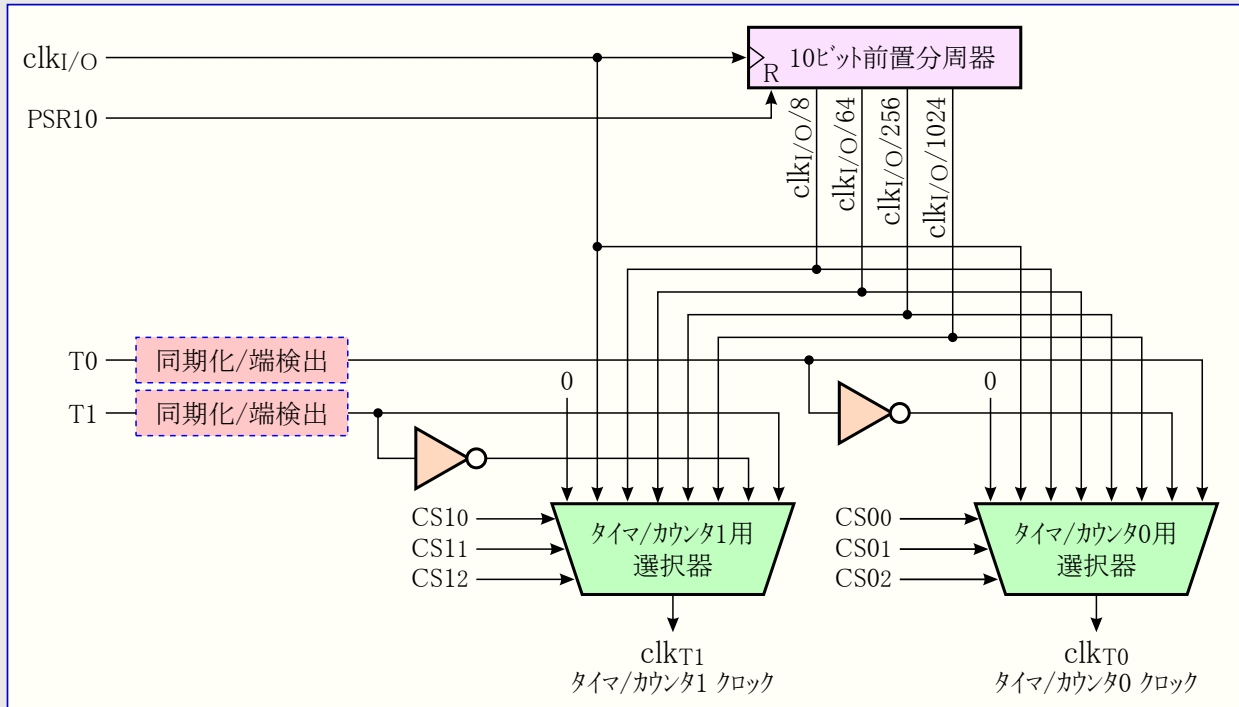 clkI/O
10ビット前置分周器
R
PSR10
clkI/O/8
clkI/O/64
clkI/O/256
clkI/O/1024
T0
同期化/端検出
T1
同期化/端検出
0
0
CS10
CS11
CS12
タイマ/カウンタ1用
選択器
CS00
CS01
CS02
タイマ/カウンタ0用
選択器
clkT1
タイマ/カウンタ1 クロック
clkT0
タイマ/カウンタ0 クロック